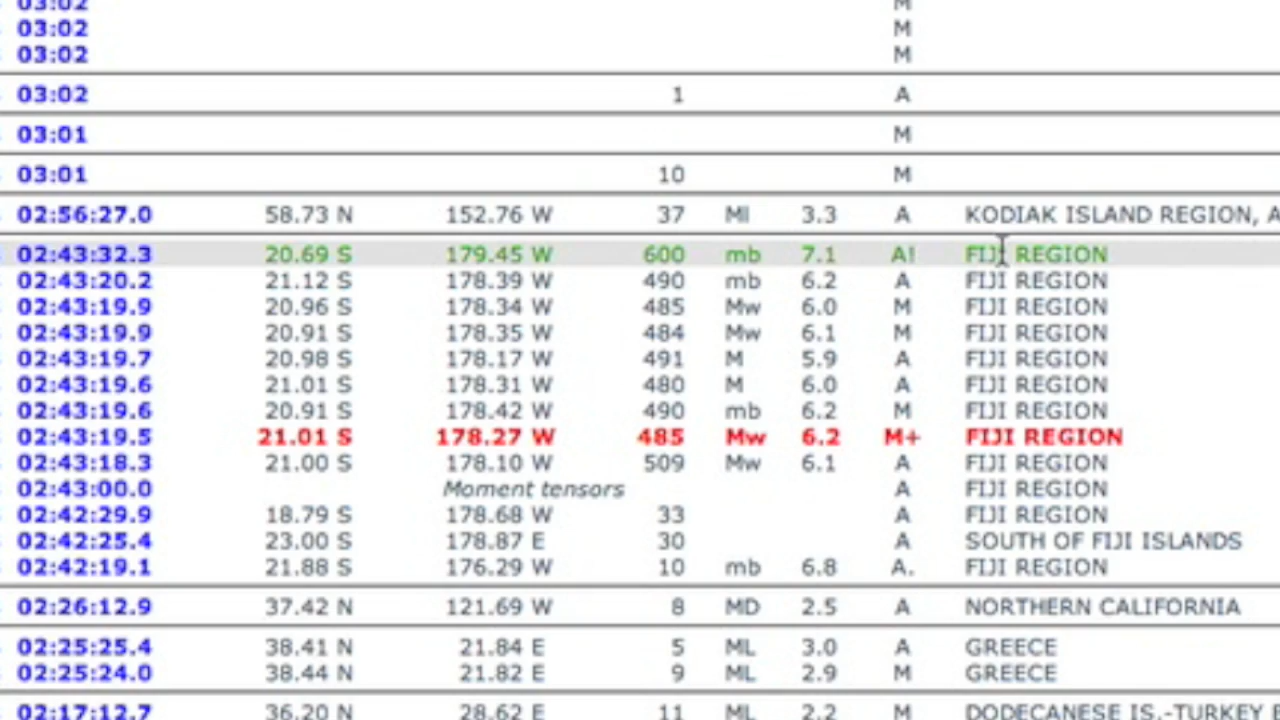 03:02 M
03:02 M
03:02 M
03:02 1 A
03:01 M
03:01 10 M
02:56:27.0 58.73 N 152.76 W 37 Ml 3.3 A KODIAK ISLAND REGION, A
02:43:32.3 20.69 S 179.45 W 600 mb 7.1 A! FIJI REGION
02:43:20.2 21.12 S 178.39 W 490 mb 6.2 A FIJI REGION
02:43:19.9 20.96 S 178.34 W 485 Mw 6.0 M FIJI REGION
02:43:19.9 20.91 S 178.35 W 484 Mw 6.1 M FIJI REGION
02:43:19.7 20.98 S 178.17 W 491 M 5.9 A FIJI REGION
02:43:19.6 21.01 S 178.31 W 480 M 6.0 A FIJI REGION
02:43:19.6 20.91 S 178.42 W 490 mb 6.2 M FIJI REGION
02:43:19.5 21.01 S 178.27 W 485 Mw 6.2 M+ FIJI REGION
02:43:18.3 21.00 S 178.10 W 509 Mw 6.1 A FIJI REGION
02:43:00.0 Moment tensors A FIJI REGION
02:42:29.9 18.79 S 178.68 W 33 A FIJI REGION
02:42:25.4 23.00 S 178.87 E 30 A SOUTH OF FIJI ISLANDS
02:42:19.1 21.88 S 176.29 W 10 mb 6.8 A. FIJI REGION
02:26:12.9 37.42 N 121.69 W 8 MD 2.5 A NORTHERN CALIFORNIA
02:25:25.4 38.41 N 21.84 E 5 ML 3.0 A GREECE
02:25:24.0 38.44 N 21.82 E 9 ML 2.9 M GREECE
02:17:12.7 36.20 N 28.62 E 11 ML 2.2 M DODECANESE IS.-TURKEY